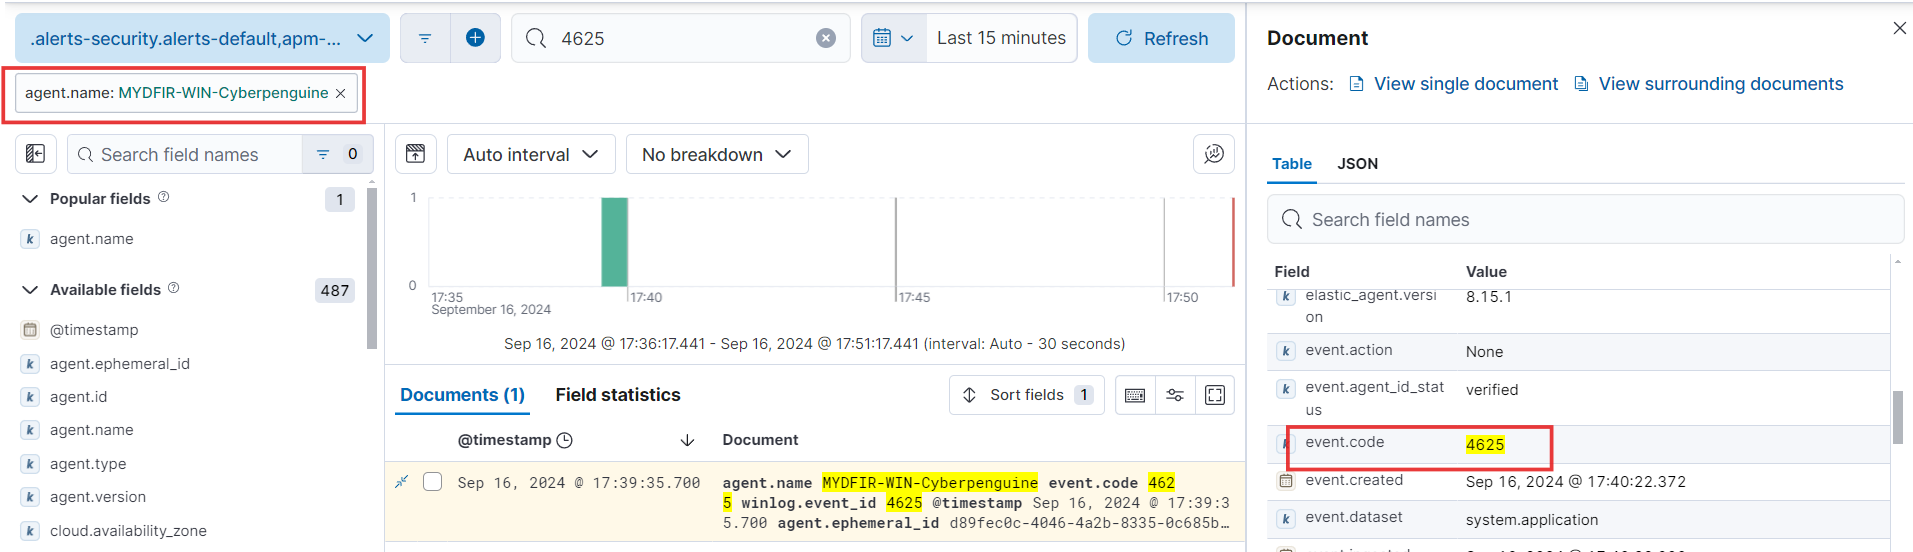 .alerts-security.alerts-default,apm-...
4625
Last 15 minutes
Refresh
agent.name: MYDFIR-WIN-Cyberpenguine
Search field names
0
Popular fields
1
agent.name
Available fields
487
@timestamp
agent.ephemeral_id
agent.id
agent.name
agent.type
agent.version
cloud.availability_zone
Auto interval
No breakdown
1
0
17:35
17:40
17:45
17:50
September 16, 2024
Sep 16, 2024 @ 17:36:17.441 - Sep 16, 2024 @ 17:51:17.441 (interval: Auto - 30 seconds)
Documents (1)
Field statistics
Sort fields 1
@timestamp
Document
Sep 16, 2024 @ 17:39:35.700
agent.name MYDFIR-WIN-Cyberpenguine event.code 462
5 winlog.event_id 4625 @timestamp Sep 16, 2024 @ 17:39:3
5.700 agent.ephemeral_id d89fec0c-4046-4a2b-8335-0c685b...
Document
Actions: View single document View surrounding documents
Table JSON
Search field names
Field Value
elastic_agent.versi
on
8.15.1
event.action None
event.agent_id_stat
us
verified
event.code 4625
event.created Sep 16, 2024 @ 17:40:22.372
event.dataset system.application